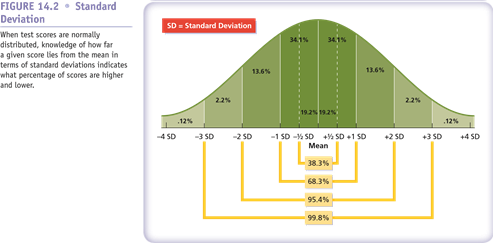 FIGURE 14.2 • Standard
Deviation
When test scores are normally
distributed, knowledge of how far
a given score lies from the mean in
terms of standard deviations indicates
what percentage of scores are higher
and lower.
SD = Standard Deviation
34.1% 34.1%
13.6% 13.6%
2.2% 2.2%
19.2% 19.2%
.12% .12%
−4 SD −3 SD −2 SD −1 SD −½ SD +½ SD +1 SD +2 SD +3 SD +4 SD
Mean
38.3%
68.3%
95.4%
99.8%